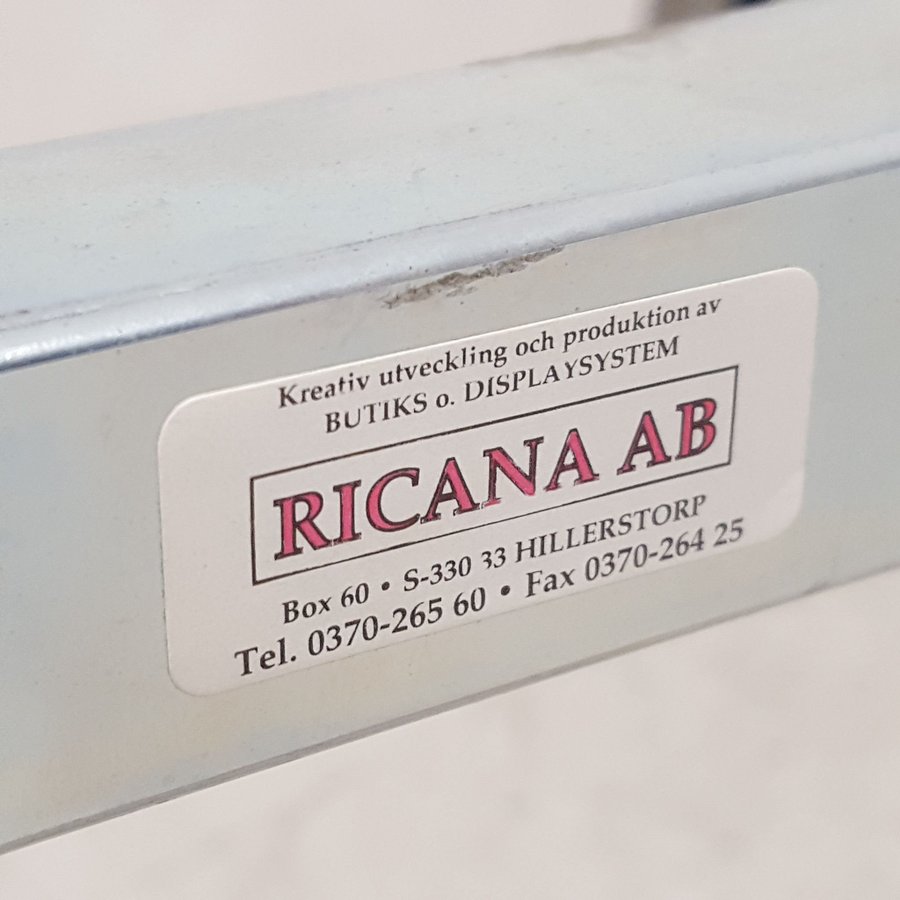 Kreativ utveckling och produktion av
BUTIKS o. DISPLAYSYSTEM
RICANA AB
Box 60 • S-330 33 HILLERSTORP
Tel. 0370-265 60 • Fax 0370-264 25